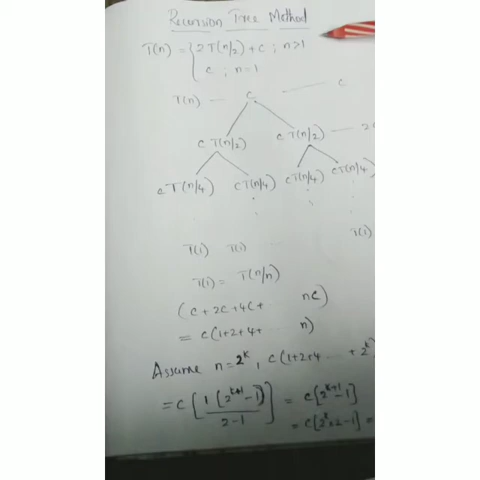 Recursion Tree Method
T(n) = { 2T(n/2) + c ; n>1
c ; n=1
T(n) --- c --- c
c T(n/2) c T(n/2) --- 2
c T(n/4) c T(n/4) c T(n/4) c T(n/4)
T(1) T(1) T(1)
T(1) = T(n/n)
(c + 2c + 4c + nc)
= c(1+2+4+ n)
Assume n = 2^k, c(1+2+4 ... + 2^k)
= c [ 1 (2^{k+1} - 1) / 2-1 ] = c[2^{k+1} - 1]
= c[2^k * 2 - 1] =